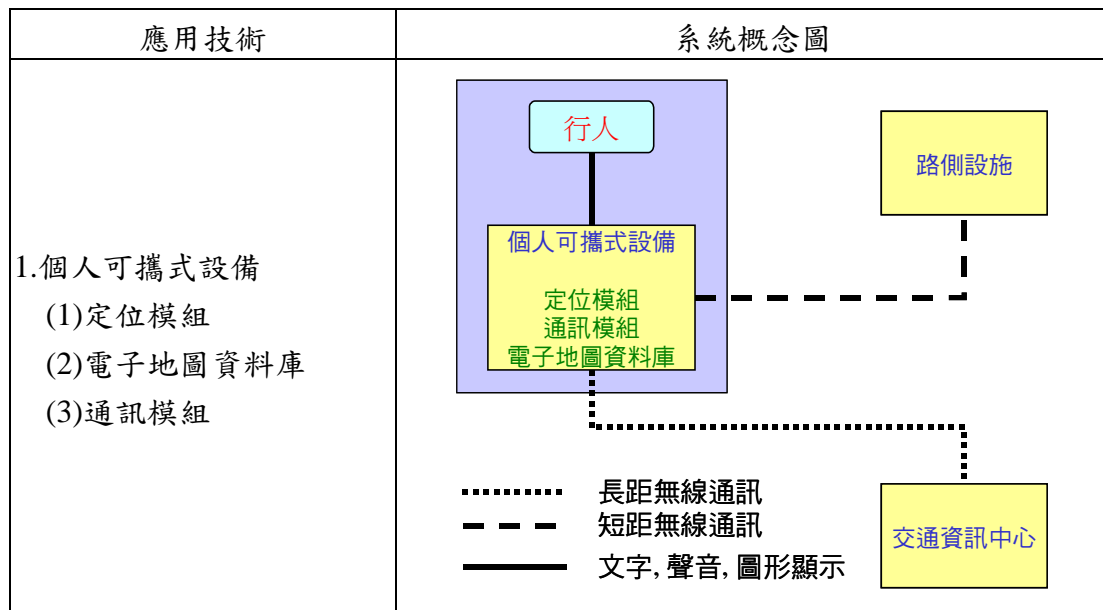 應用技術
系統概念圖
1.個人可攜式設備
(1)定位模組
(2)電子地圖資料庫
(3)通訊模組
行人
個人可攜式設備
定位模組
通訊模組
電子地圖資料庫
路側設施
長距無線通訊
短距無線通訊
文字, 聲音, 圖形顯示
交通資訊中心